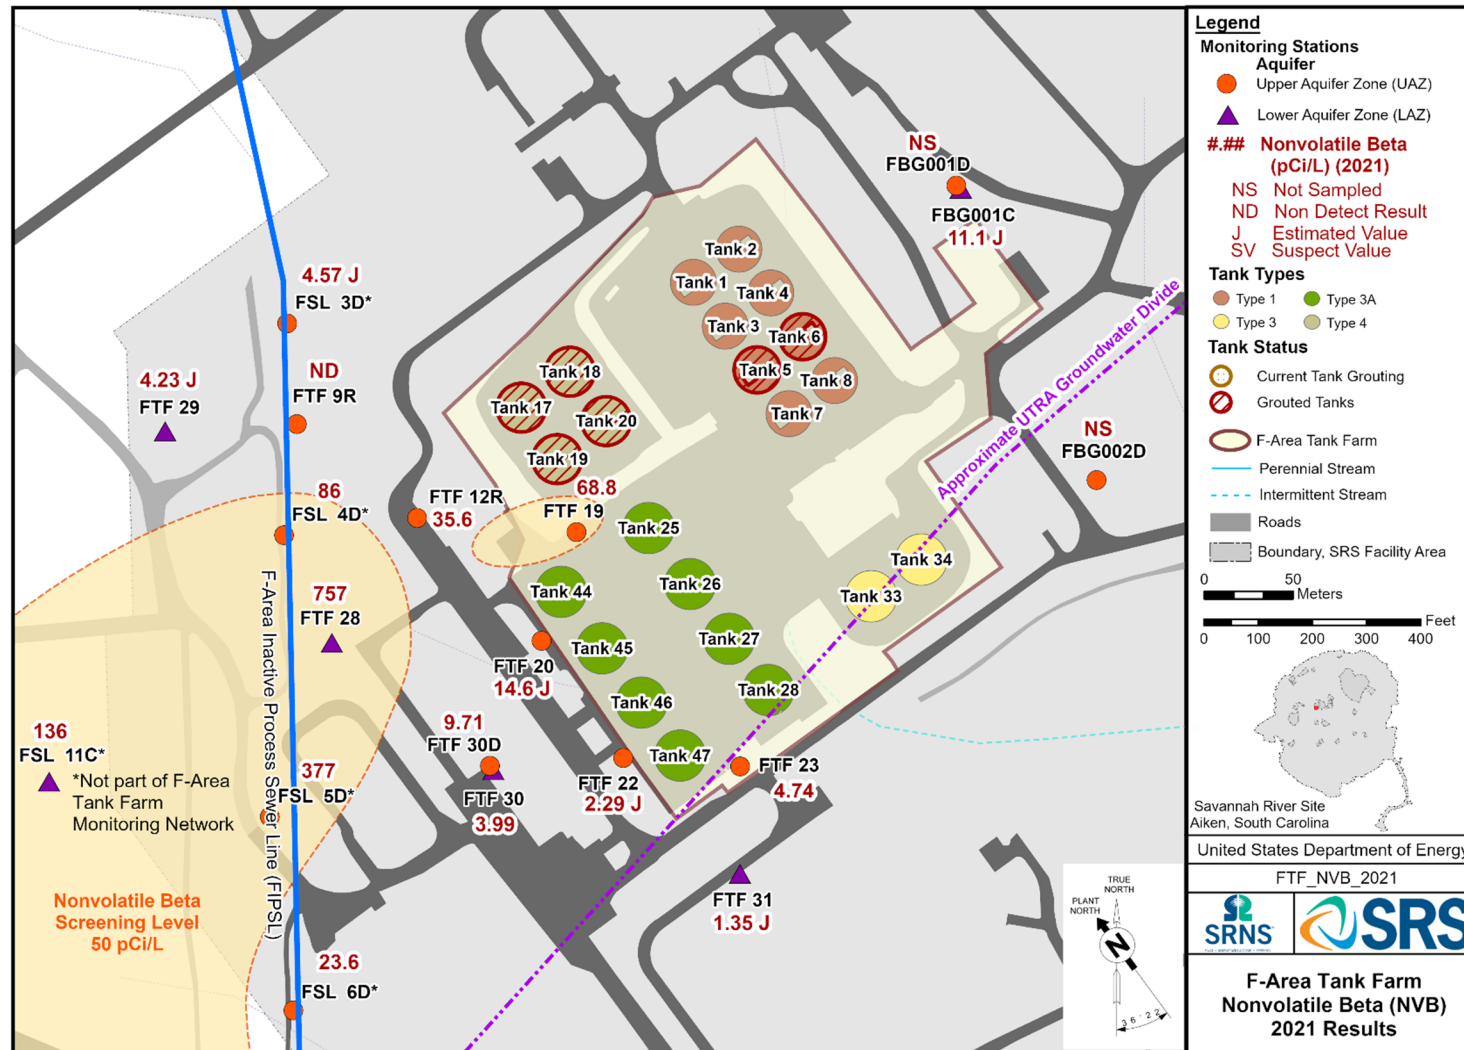 NS
FBG001D
FBG001C
11.1 J
Tank 2
Tank 1
Tank 4
Tank 3
Tank 6
Tank 5
Tank 8
Tank 7
4.57 J
FSL 3D*
ND
FTF 9R
4.23 J
FTF 29
Tank 18
Tank 17
Tank 20
Tank 19
Approximate UTRA Groundwater Divide
NS
FBG002D
86
FSL 4D*
FTF 12R
35.6
68.8
FTF 19
Tank 25
Tank 34
Tank 33
Tank 44
Tank 26
757
FTF 28
F-Area Inactive Process Sewer Line (FIPSL)
Tank 45
Tank 27
FTF 20
14.6 J
Tank 46
Tank 28
136
FSL 11C*
*Not part of F-Area
Tank Farm
Monitoring Network
377
FSL 5D*
9.71
FTF 30D
FTF 30
3.99
Tank 47
FTF 22
2.29 J
FTF 23
4.74
FTF 31
1.35 J
Nonvolatile Beta
Screening Level
50 pCi/L
23.6
FSL 6D*
TRUE
NORTH
PLANT
NORTH
N
36°22'
Legend
Monitoring Stations
Aquifer
Upper Aquifer Zone (UAZ)
Lower Aquifer Zone (LAZ)
#.## Nonvolatile Beta
(pCi/L) (2021)
NS Not Sampled
ND Non Detect Result
J Estimated Value
SV Suspect Value
Tank Types
Type 1 Type 3A
Type 3 Type 4
Tank Status
Current Tank Grouting
Grouted Tanks
F-Area Tank Farm
Perennial Stream
Intermittent Stream
Roads
Boundary, SRS Facility Area
0 50
Meters
Feet
0 100 200 300 400
Savannah River Site
Aiken, South Carolina
United States Department of Energy
FTF_NVB_2021
SRNS
SRS
F-Area Tank Farm
Nonvolatile Beta (NVB)
2021 Results